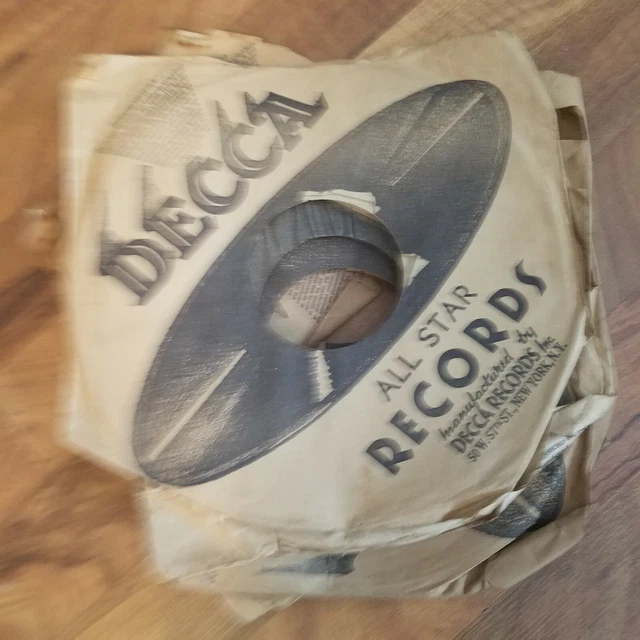 DECCA
ALL STAR
RECORDS
manufactured by
DECCA RECORDS Inc.
50 W. 57th ST., NEW YORK, N.Y.